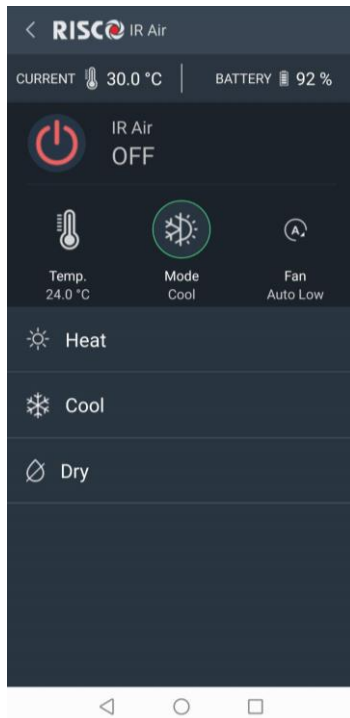 RISCO IR Air
CURRENT 30.0 °C BATTERY 92 %
IR Air
OFF
A
Temp. Mode Fan
24.0 °C Cool Auto Low
Heat
Cool
Dry